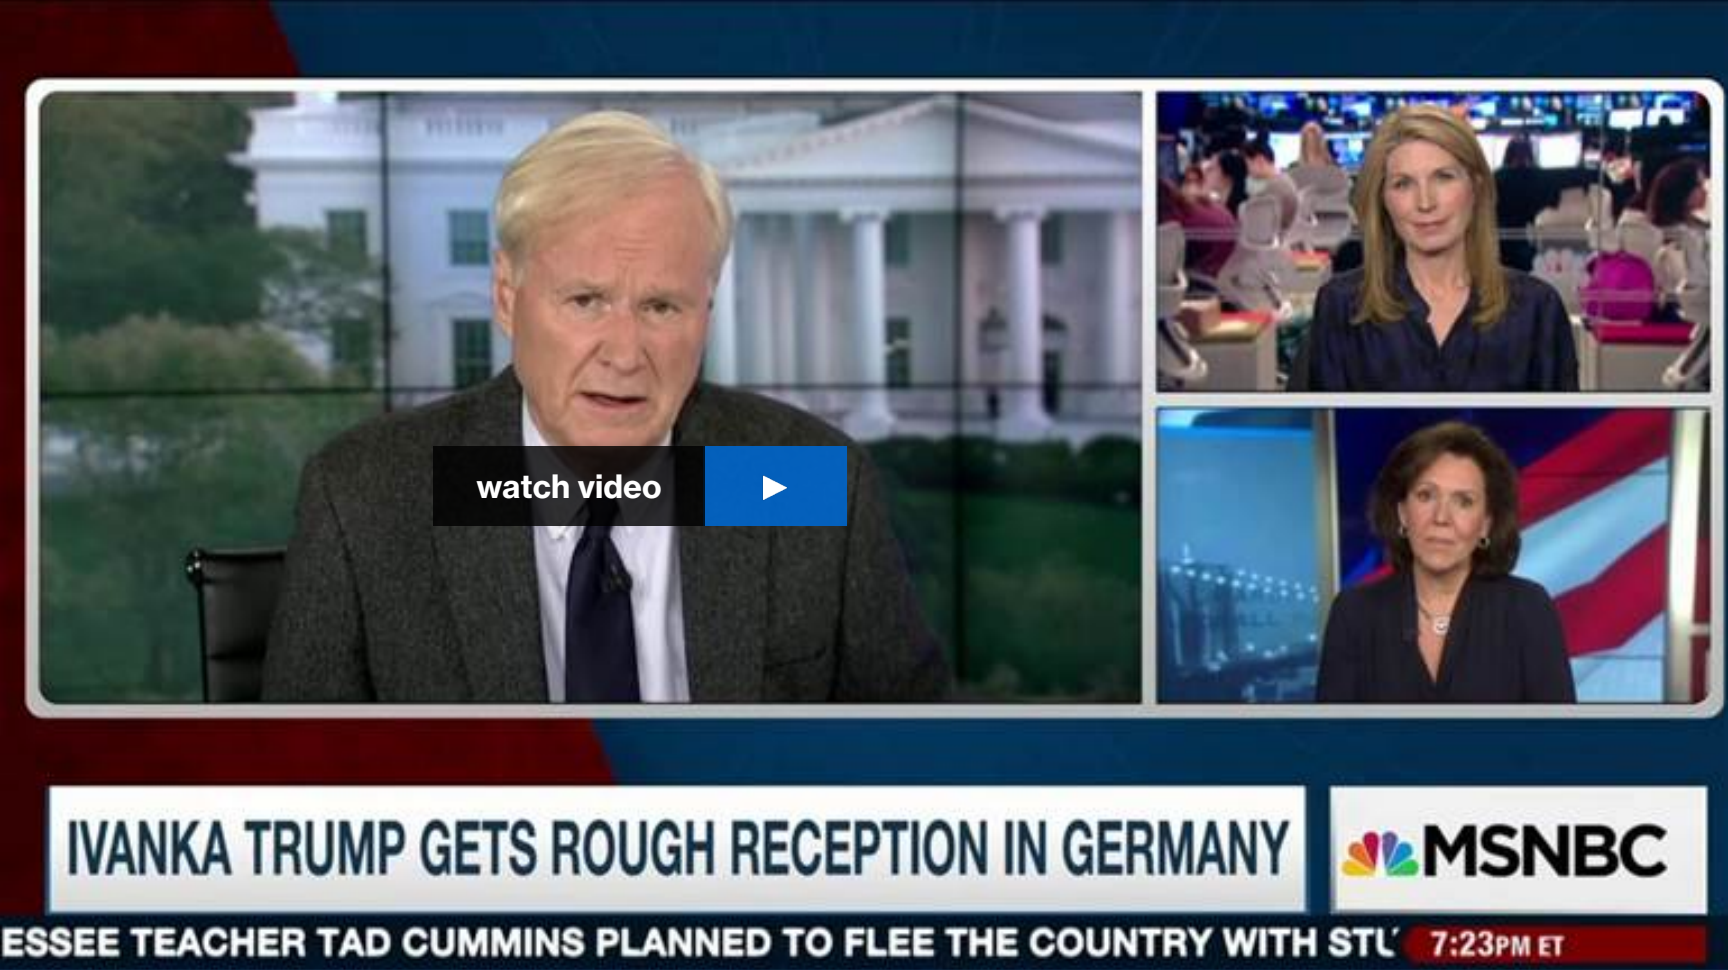 watch video
IVANKA TRUMP GETS ROUGH RECEPTION IN GERMANY
MSNBC
ESSEE TEACHER TAD CUMMINS PLANNED TO FLEE THE COUNTRY WITH STU
7:23PM ET